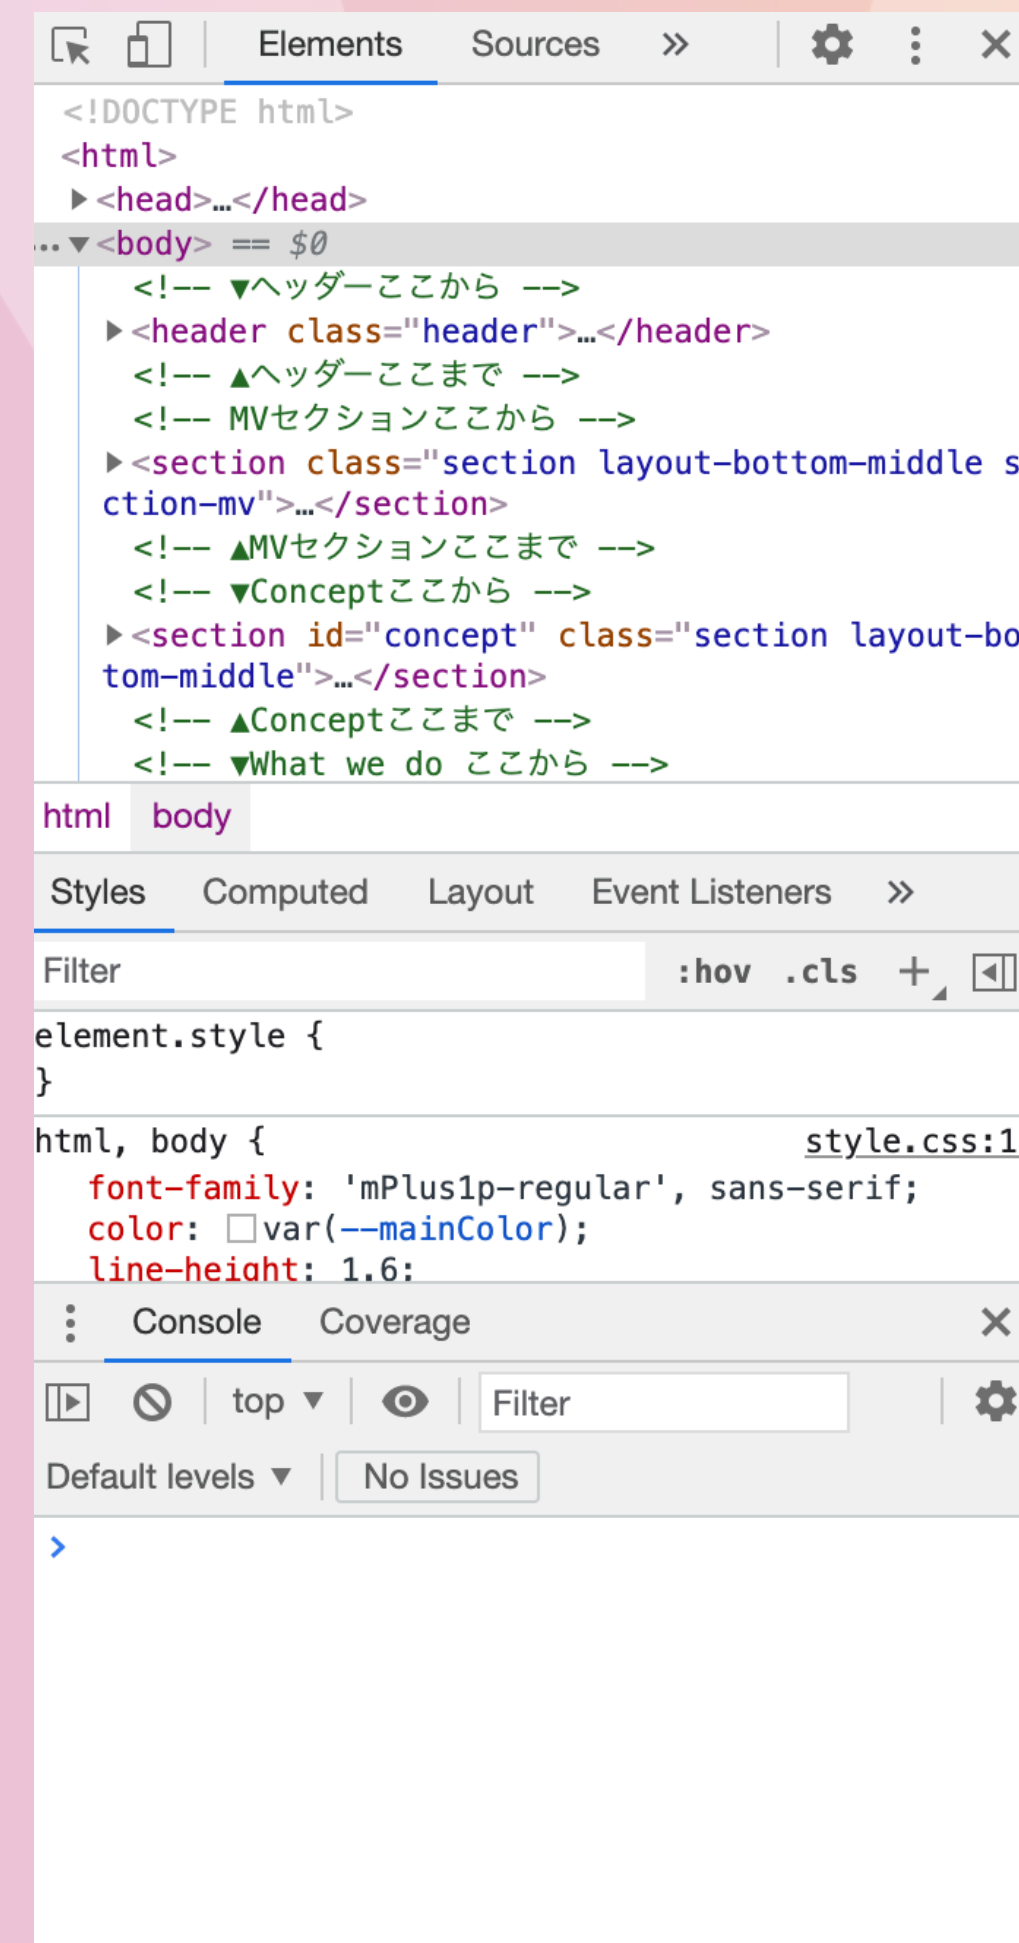 Elements Sources »
<!DOCTYPE html>
<html>
▶<head>…</head>
…▼<body> == $0
<!-- ▼ヘッダーここから -->
▶<header class="header">…</header>
<!-- ▲ヘッダーここまで -->
<!-- MVセクションここから -->
▶<section class="section layout-bottom-middle s
ction-mv">…</section>
<!-- ▲MVセクションここまで -->
<!-- ▼Conceptここから -->
▶<section id="concept" class="section layout-bo
tom-middle">…</section>
<!-- ▲Conceptここまで -->
<!-- ▼What we do ここから -->
html body
Styles Computed Layout Event Listeners »
Filter :hov .cls +
element.style {
}
html, body { style.css:1
font-family: 'mPlus1p-regular', sans-serif;
color: var(--mainColor);
line-height: 1.6;
Console Coverage
top ▼ Filter
Default levels ▼ No Issues
>